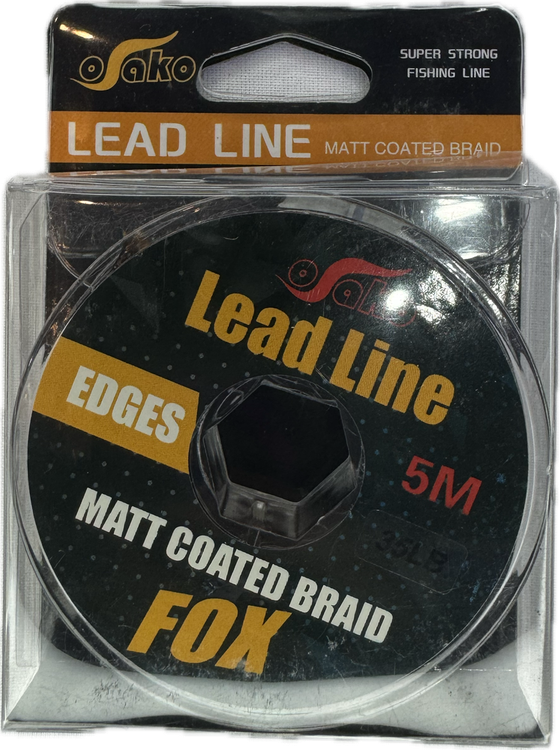 Osako
SUPER STRONG
FISHING LINE
LEAD LINE MATT COATED BRAID
Osako
Lead Line
EDGES
5M
35LB
MATT COATED BRAID
FOX